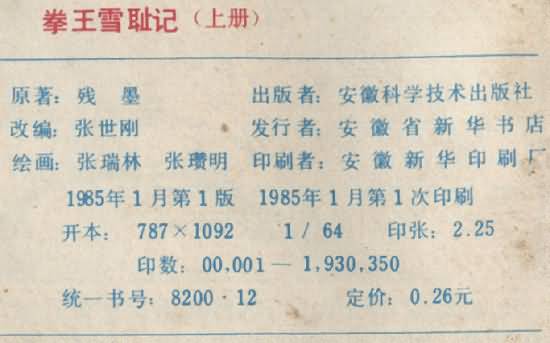 拳王雪耻记（上册）
原著：残 墨 出版者：安徽科学技术出版社
改编：张世刚 发行者：安徽省新华书店
绘画：张瑞林 张瓒明 印刷者：安徽新华印刷厂
1985年1月第1版 1985年1月第1次印刷
开本：787×1092 1/64 印张：2.25
印数：00,001—1,930,350
统一书号：8200·12 定价：0.26元